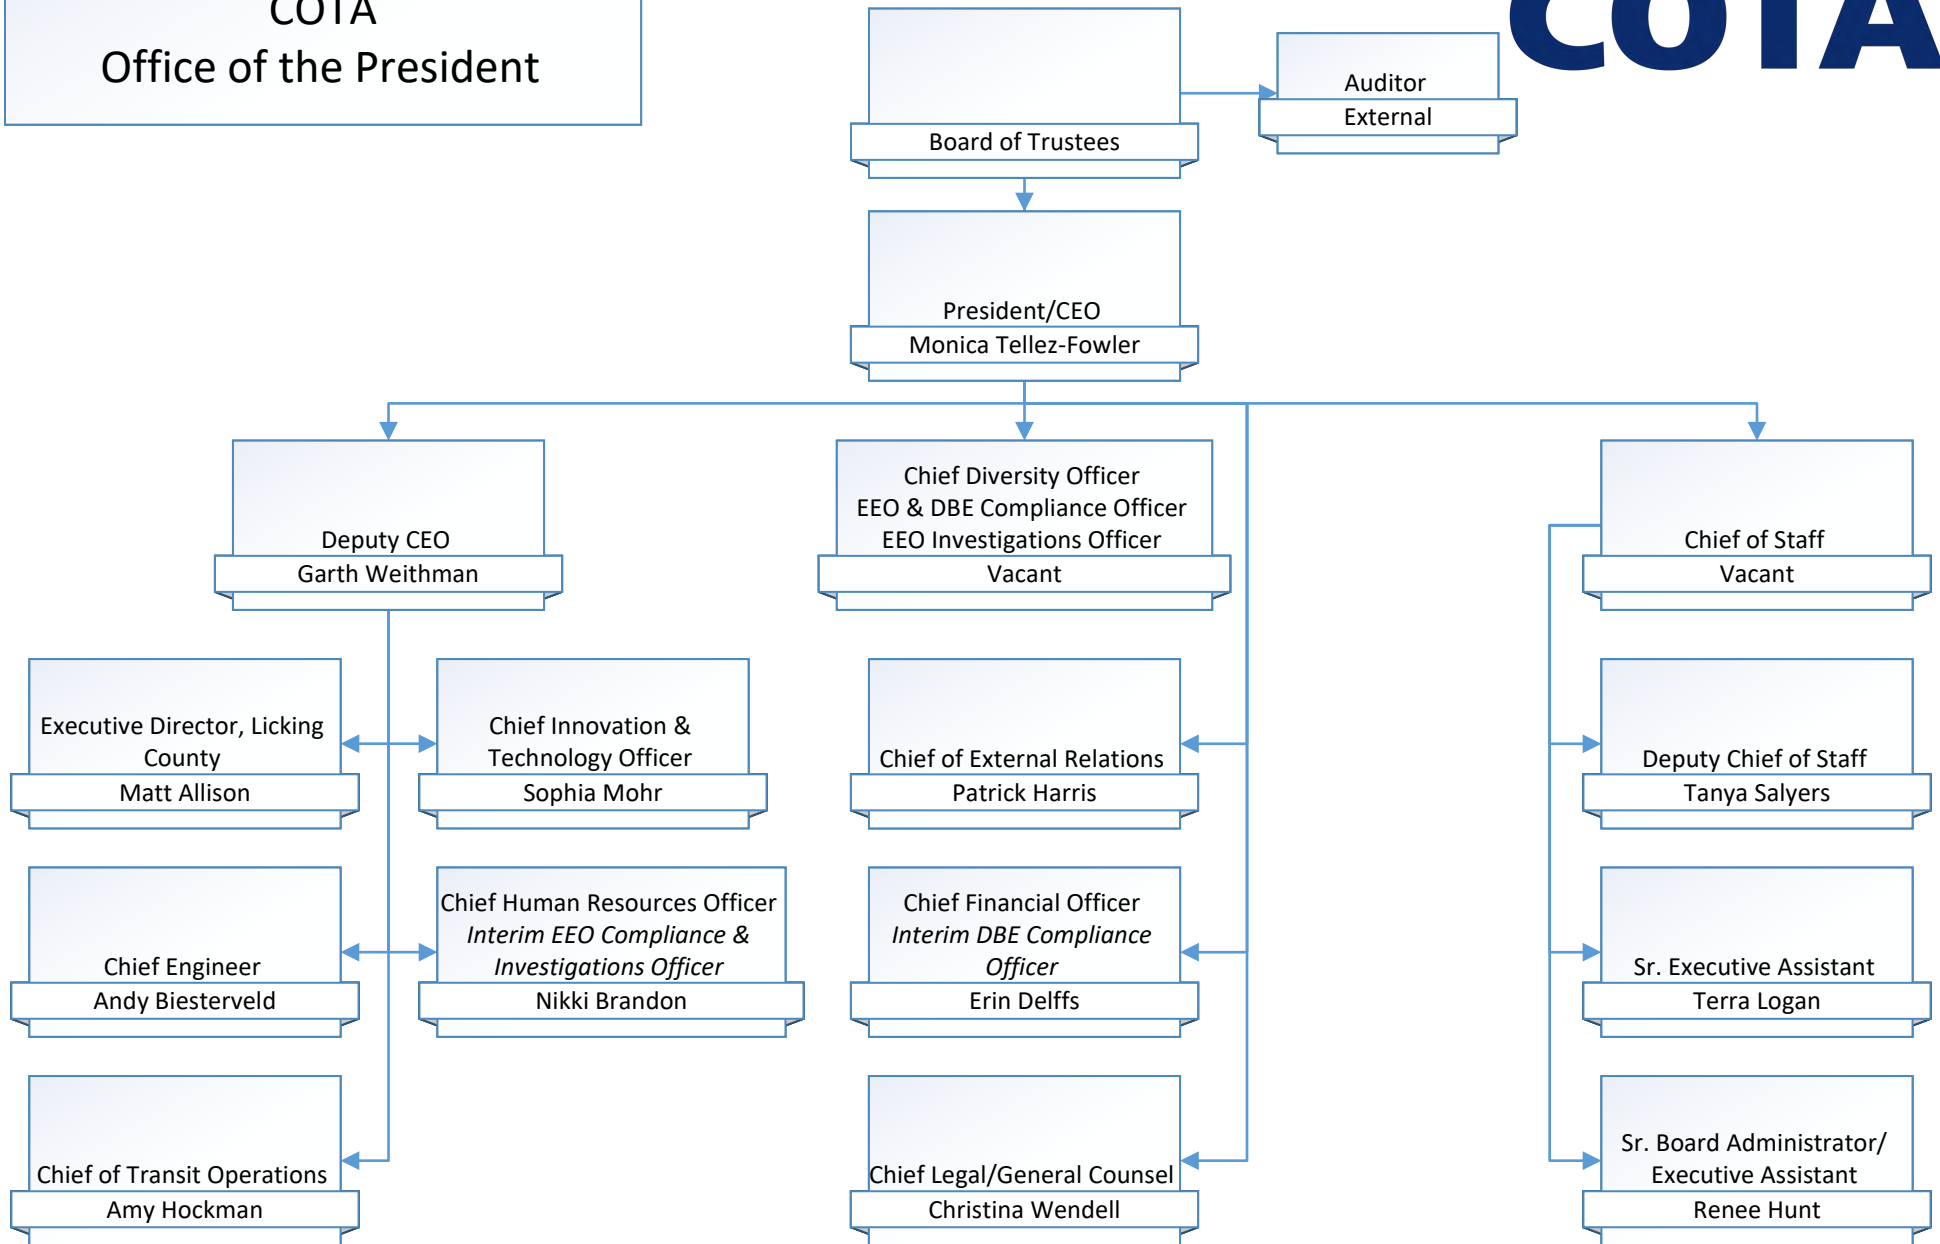 COTA
Office of the President
COTA
Auditor
External
Board of Trustees
President/CEO
Monica Tellez-Fowler
Deputy CEO
Garth Weithman
Chief Diversity Officer
EEO & DBE Compliance Officer
EEO Investigations Officer
Vacant
Chief of Staff
Vacant
Executive Director, Licking
County
Matt Allison
Chief Innovation &
Technology Officer
Sophia Mohr
Chief of External Relations
Patrick Harris
Deputy Chief of Staff
Tanya Salyers
Chief Engineer
Andy Biesterveld
Chief Human Resources Officer
Interim EEO Compliance &
Investigations Officer
Nikki Brandon
Chief Financial Officer
Interim DBE Compliance
Officer
Erin Delffs
Sr. Executive Assistant
Terra Logan
Chief of Transit Operations
Amy Hockman
Chief Legal/General Counsel
Christina Wendell
Sr. Board Administrator/
Executive Assistant
Renee Hunt